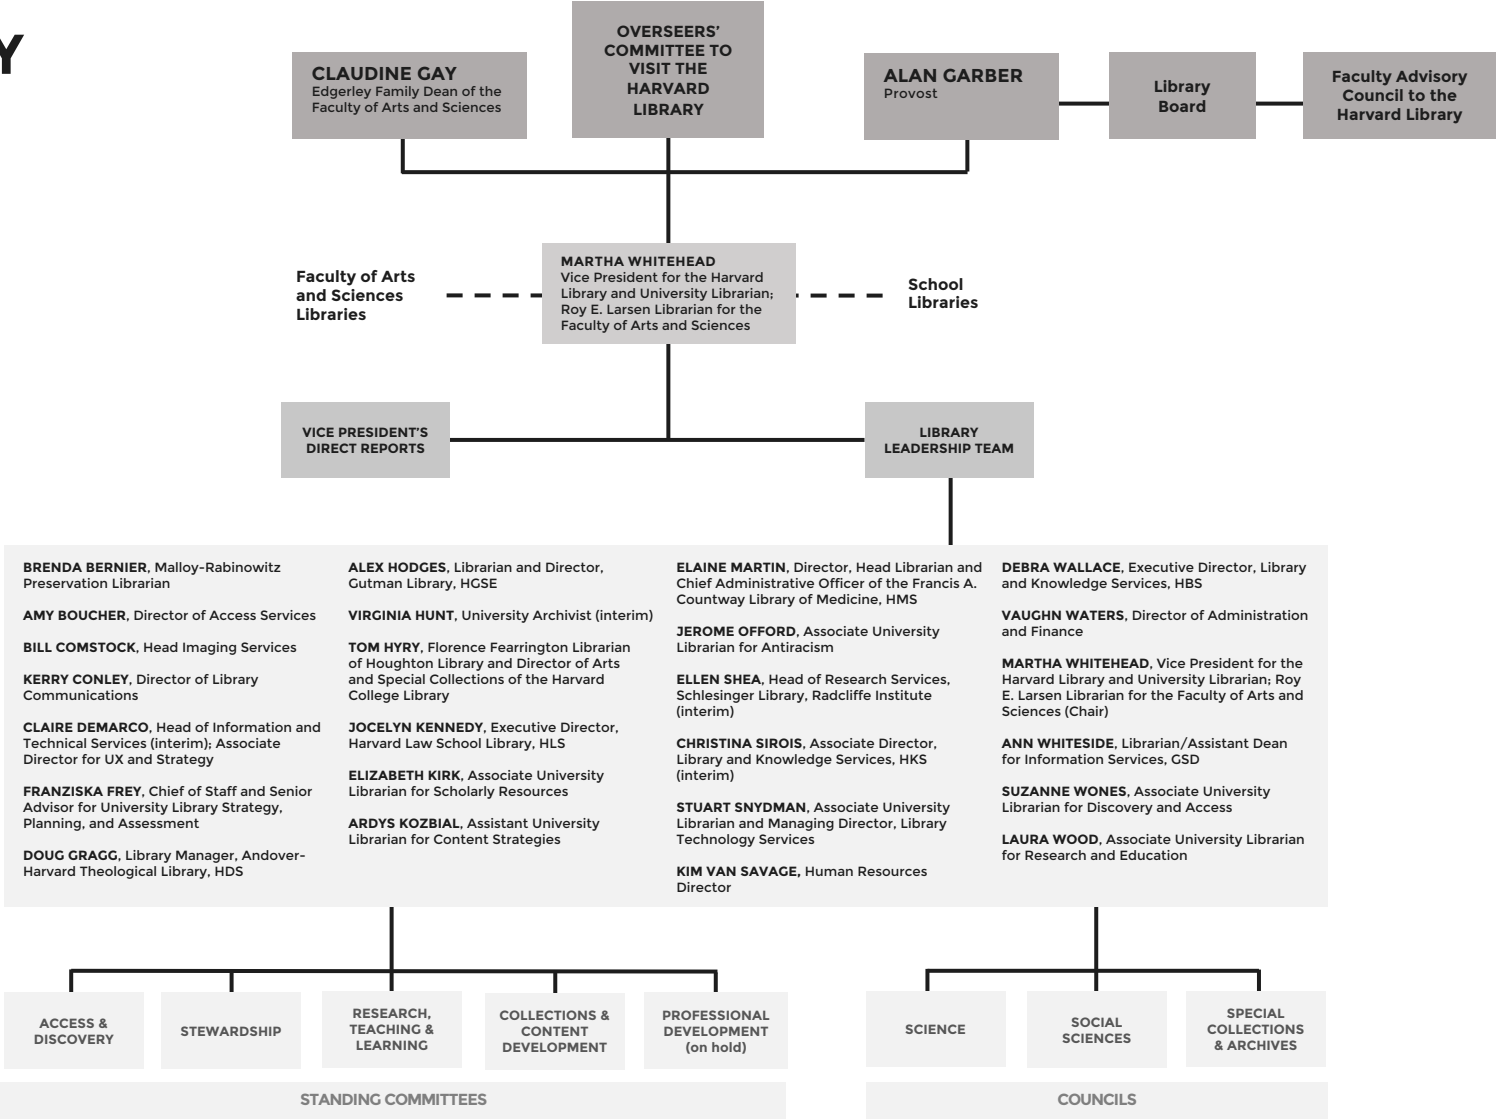 Y
CLAUDINE GAY
Edgerley Family Dean of the
Faculty of Arts and Sciences
OVERSEERS’
COMMITTEE TO
VISIT THE
HARVARD
LIBRARY
ALAN GARBER
Provost
Library
Board
Faculty Advisory
Council to the
Harvard Library
Faculty of Arts
and Sciences
Libraries
MARTHA WHITEHEAD
Vice President for the Harvard
Library and University Librarian;
Roy E. Larsen Librarian for the
Faculty of Arts and Sciences
School
Libraries
VICE PRESIDENT’S
DIRECT REPORTS
LIBRARY
LEADERSHIP TEAM
BRENDA BERNIER, Malloy-Rabinowitz
Preservation Librarian
AMY BOUCHER, Director of Access Services
BILL COMSTOCK, Head Imaging Services
KERRY CONLEY, Director of Library
Communications
CLAIRE DEMARCO, Head of Information and
Technical Services (interim); Associate
Director for UX and Strategy
FRANZISKA FREY, Chief of Staff and Senior
Advisor for University Library Strategy,
Planning, and Assessment
DOUG GRAGG, Library Manager, Andover-
Harvard Theological Library, HDS
ALEX HODGES, Librarian and Director,
Gutman Library, HGSE
VIRGINIA HUNT, University Archivist (interim)
TOM HYRY, Florence Fearrington Librarian
of Houghton Library and Director of Arts
and Special Collections of the Harvard
College Library
JOCELYN KENNEDY, Executive Director,
Harvard Law School Library, HLS
ELIZABETH KIRK, Associate University
Librarian for Scholarly Resources
ARDYS KOZBIAL, Assistant University
Librarian for Content Strategies
ELAINE MARTIN, Director, Head Librarian and
Chief Administrative Officer of the Francis A.
Countway Library of Medicine, HMS
JEROME OFFORD, Associate University
Librarian for Antiracism
ELLEN SHEA, Head of Research Services,
Schlesinger Library, Radcliffe Institute
(interim)
CHRISTINA SIROIS, Associate Director,
Library and Knowledge Services, HKS
(interim)
STUART SNYDMAN, Associate University
Librarian and Managing Director, Library
Technology Services
KIM VAN SAVAGE, Human Resources
Director
DEBRA WALLACE, Executive Director, Library
and Knowledge Services, HBS
VAUGHN WATERS, Director of Administration
and Finance
MARTHA WHITEHEAD, Vice President for the
Harvard Library and University Librarian; Roy
E. Larsen Librarian for the Faculty of Arts and
Sciences (Chair)
ANN WHITESIDE, Librarian/Assistant Dean
for Information Services, GSD
SUZANNE WONES, Associate University
Librarian for Discovery and Access
LAURA WOOD, Associate University Librarian
for Research and Education
ACCESS &
DISCOVERY
STEWARDSHIP
RESEARCH,
TEACHING &
LEARNING
COLLECTIONS &
CONTENT
DEVELOPMENT
PROFESSIONAL
DEVELOPMENT
(on hold)
SCIENCE
SOCIAL
SCIENCES
SPECIAL
COLLECTIONS
& ARCHIVES
STANDING COMMITTEES
COUNCILS